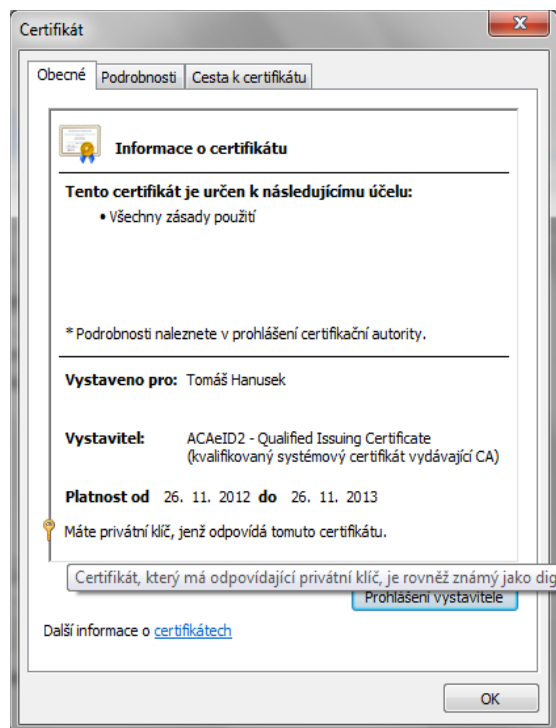 Certifikát
Obecné Podrobnosti Cesta k certifikátu
Informace o certifikátu
Tento certifikát je určen k následujícímu účelu:
• Všechny zásady použití
* Podrobnosti naleznete v prohlášení certifikační autority.
Vystaveno pro: Tomáš Hanusek
Vystavitel: ACAeID2 - Qualified Issuing Certificate
(kvalifikovaný systémový certifikát vydávající CA)
Platnost od 26. 11. 2012 do 26. 11. 2013
Máte privátní klíč, jenž odpovídá tomuto certifikátu.
Certifikát, který má odpovídající privátní klíč, je rovněž známý jako dig
Prohlášení vystavitele
Další informace o certifikátech
OK